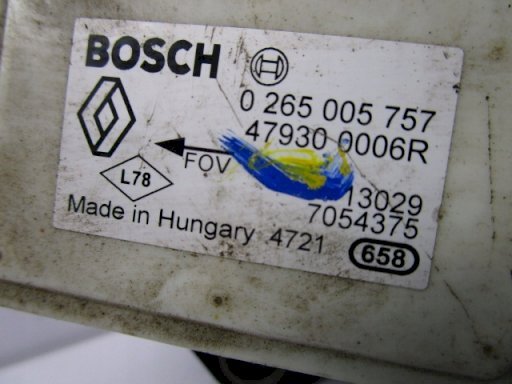 BOSCH
0 265 005 757
47930 0006R
FOV
L78
13029
7054375
Made in Hungary 4721
658